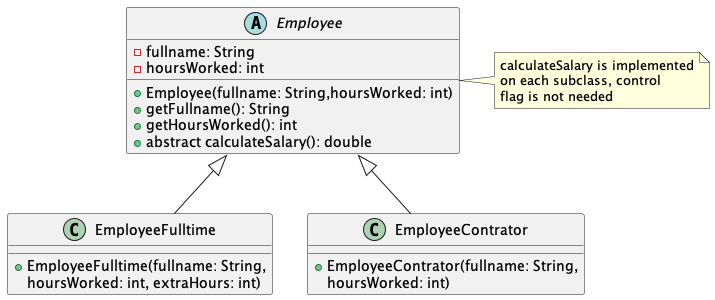 A Employee
fullname: String
hoursWorked: int
Employee(fullname: String,hoursWorked: int)
getFullname(): String
getHoursWorked(): int
abstract calculateSalary(): double
calculateSalary is implemented
on each subclass, control
flag is not needed
C EmployeeFulltime
EmployeeFulltime(fullname: String,
hoursWorked: int, extraHours: int)
C EmployeeContrator
EmployeeContrator(fullname: String,
hoursWorked: int)